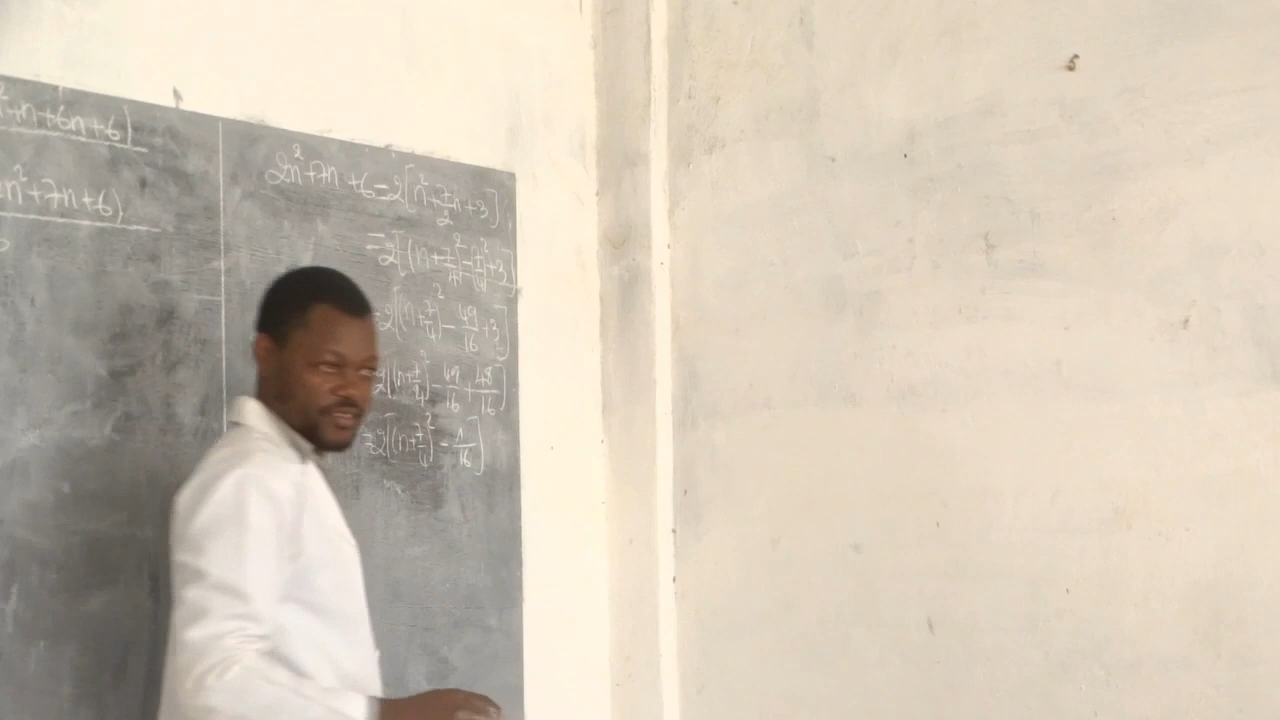 ²+n+6n+6)
n²+7n+6)
2n²+7n+6=2[n²+7/2n+3]
=2[(n+7/4)²-(7/4)²+3]
=2[(n+7/4)²-49/16+3]
2[(n+7/4)²-49/16+48/16]
=2[(n+7/4)²-1/16]